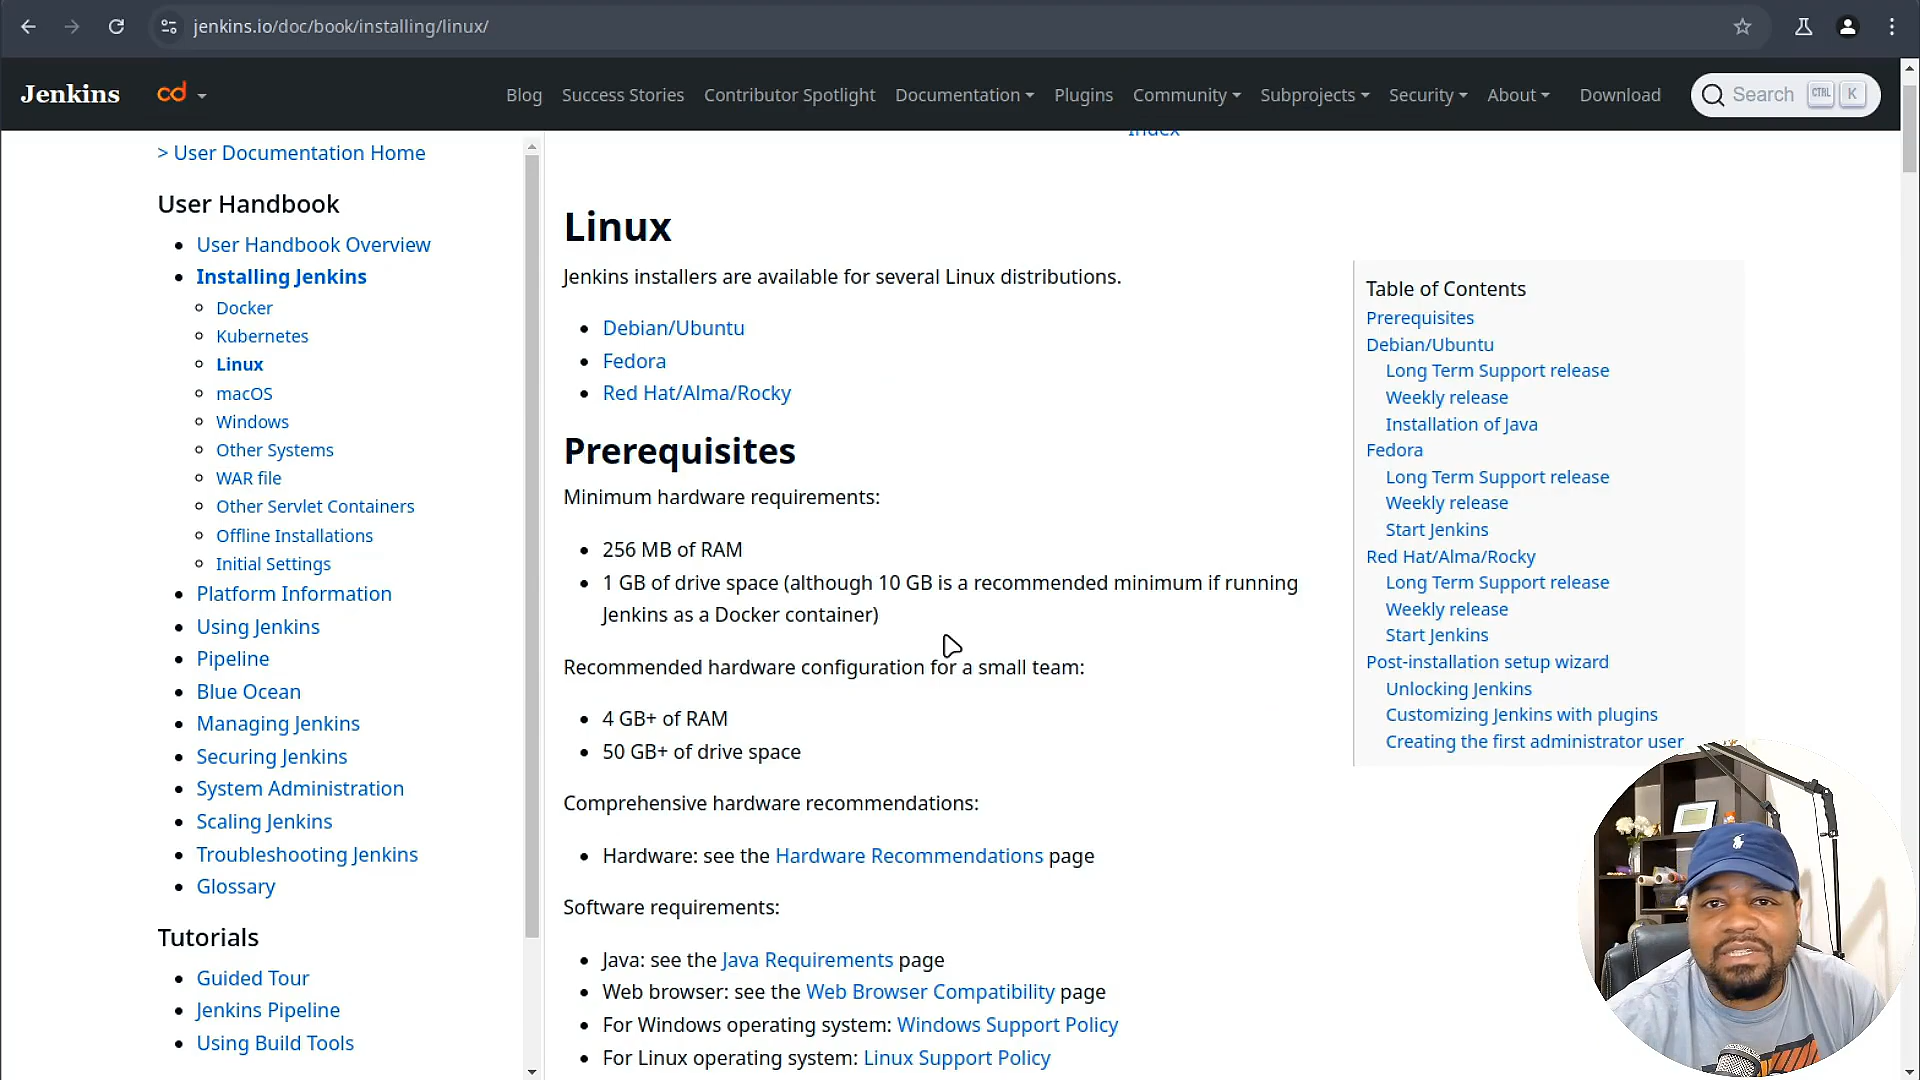 jenkins.io/doc/book/installing/linux/
Jenkins
cd
Blog
Success Stories
Contributor Spotlight
Documentation
Plugins
Community
Subprojects
Security
About
Download
Search
CTRL
K
Index
> User Documentation Home
User Handbook
User Handbook Overview
Installing Jenkins
Docker
Kubernetes
Linux
macOS
Windows
Other Systems
WAR file
Other Servlet Containers
Offline Installations
Initial Settings
Platform Information
Using Jenkins
Pipeline
Blue Ocean
Managing Jenkins
Securing Jenkins
System Administration
Scaling Jenkins
Troubleshooting Jenkins
Glossary
Tutorials
Guided Tour
Jenkins Pipeline
Using Build Tools
Linux
Jenkins installers are available for several Linux distributions.
Debian/Ubuntu
Fedora
Red Hat/Alma/Rocky
Prerequisites
Minimum hardware requirements:
256 MB of RAM
1 GB of drive space (although 10 GB is a recommended minimum if running
Jenkins as a Docker container)
Recommended hardware configuration for a small team:
4 GB+ of RAM
50 GB+ of drive space
Comprehensive hardware recommendations:
Hardware: see the Hardware Recommendations page
Software requirements:
Java: see the Java Requirements page
Web browser: see the Web Browser Compatibility page
For Windows operating system: Windows Support Policy
For Linux operating system: Linux Support Policy
Table of Contents
Prerequisites
Debian/Ubuntu
Long Term Support release
Weekly release
Installation of Java
Fedora
Long Term Support release
Weekly release
Start Jenkins
Red Hat/Alma/Rocky
Long Term Support release
Weekly release
Start Jenkins
Post-installation setup wizard
Unlocking Jenkins
Customizing Jenkins with plugins
Creating the first administrator user